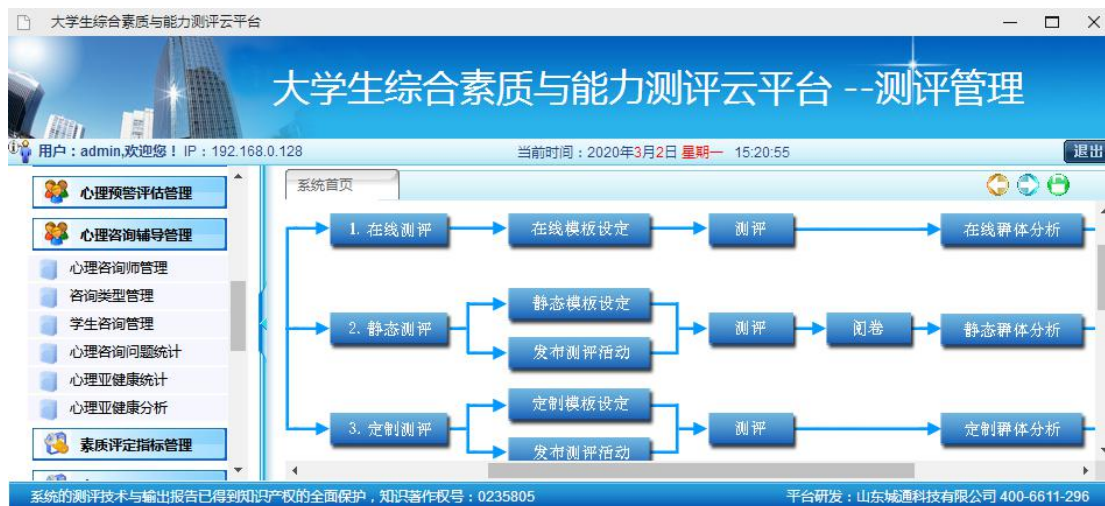 大学生综合素质与能力测评云平台
大学生综合素质与能力测评云平台 --测评管理
用户：admin,欢迎您！ IP：192.168.0.128 当前时间：2020年3月2日 星期一 15:20:55 退出
心理预警评估管理
心理咨询辅导管理
心理咨询师管理
咨询类型管理
学生咨询管理
心理咨询问题统计
心理亚健康统计
心理亚健康分析
素质评定指标管理
系统首页
1. 在线测评 在线模板设定 测评 在线群体分析
静态模板设定
2. 静态测评 测评 阅卷 静态群体分析
发布测评活动
定制模板设定
3. 定制测评 测评 定制群体分析
发布测评活动
系统的测评技术与输出报告已得到知识产权的全面保护，知识著作权号：0235805 平台研发：山东城通科技有限公司 400-6611-296